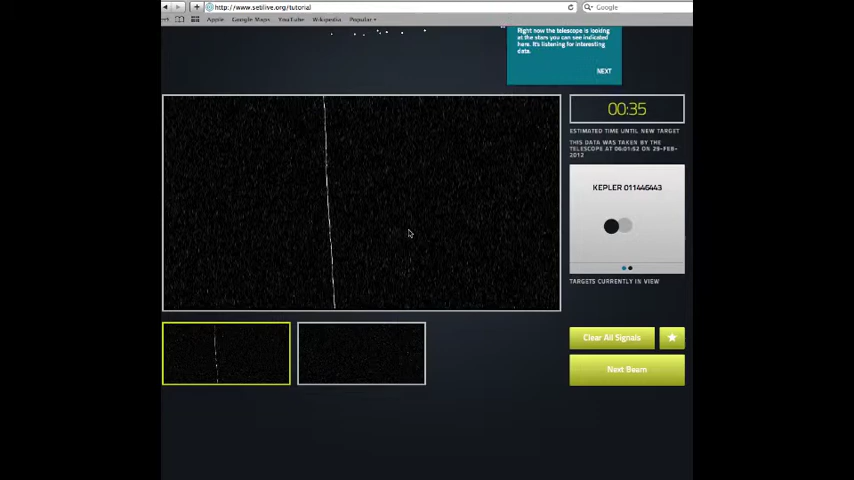 http://www.setilive.org/tutorial
Google
Apple
Google Maps
YouTube
Wikipedia
Popular
Right now the telescope is looking
at the stars you can see indicated
here. It's listening for interesting
data.
NEXT
00:35
ESTIMATED TIME UNTIL NEW TARGET
THIS DATA WAS TAKEN BY THE
TELESCOPE AT 06:01:52 ON 29-FEB-
2012
KEPLER 011446443
TARGETS CURRENTLY IN VIEW
Clear All Signals
Next Beam